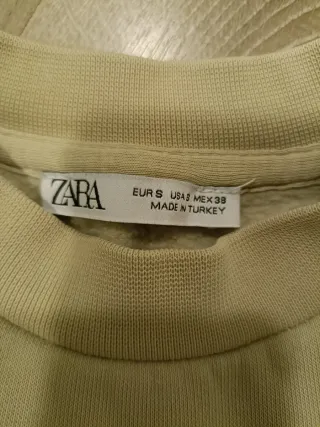 ZARA
EUR S USA S MEX 38
MADE IN TURKEY